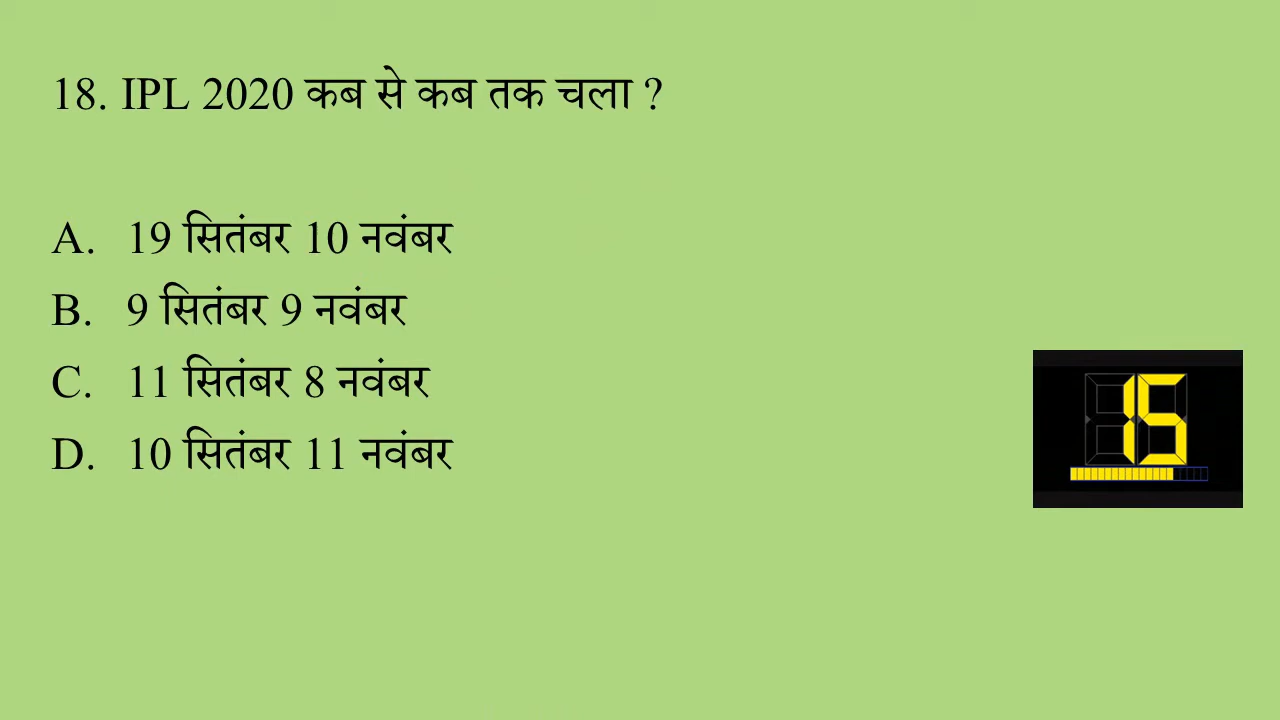 18. IPL 2020 कब से कब तक चला ?
A. 19 सितंबर 10 नवंबर
B. 9 सितंबर 9 नवंबर
C. 11 सितंबर 8 नवंबर
D. 10 सितंबर 11 नवंबर
15